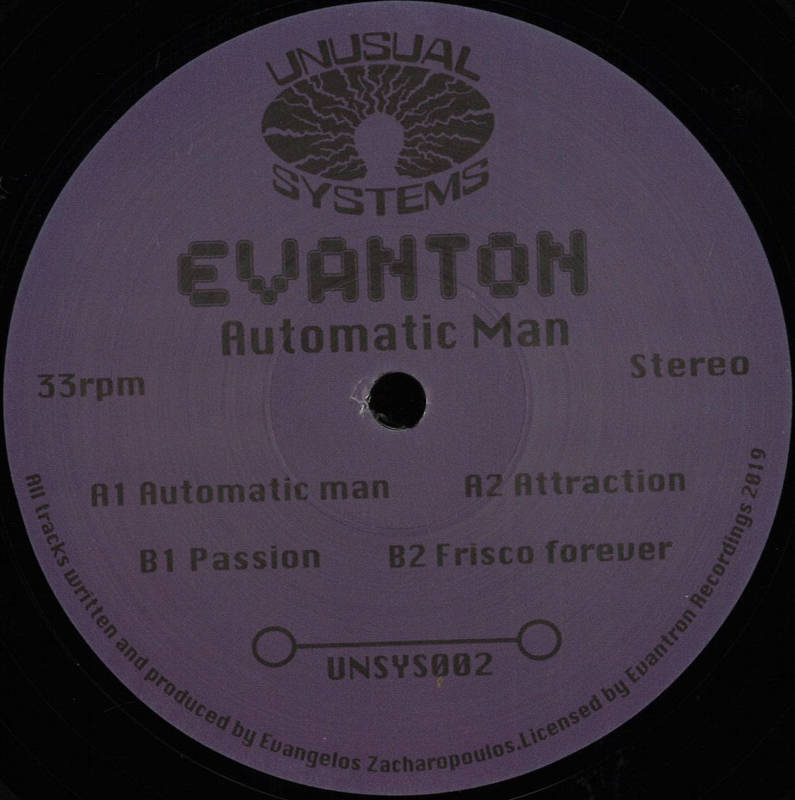 UNUSUAL
SYSTEMS
EVANTON
Automatic Man
33rpm
Stereo
A1 Automatic man
A2 Attraction
B1 Passion
B2 Frisco forever
UNSYS002
All tracks written and produced by Evangelos Zacharopoulos.Licensed by Evantron Recordings 2019